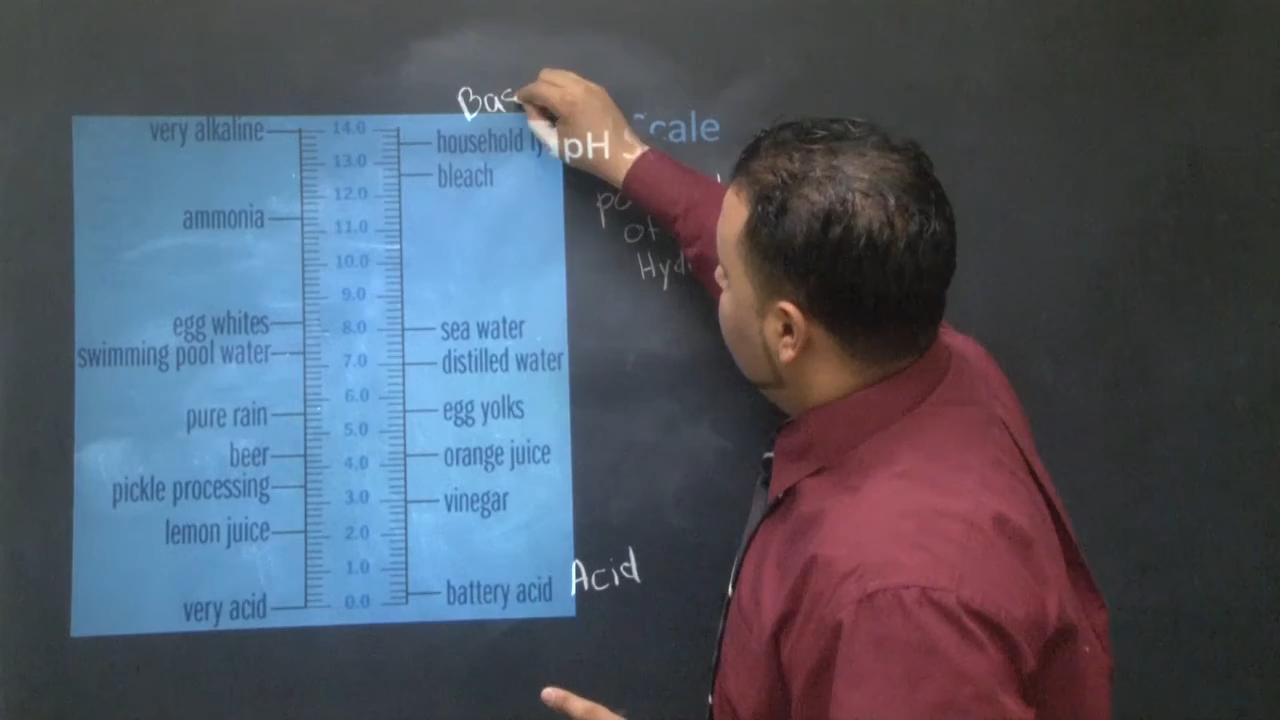 Bas
pH Scale
very alkaline
14.0
household
13.0
bleach
12.0
ammonia
11.0
of
10.0
9.0
egg whites
8.0
sea water
swimming pool water
7.0
distilled water
6.0
pure rain
egg yolks
5.0
beer
4.0
orange juice
pickle processing
3.0
vinegar
lemon juice
2.0
1.0
Acid
very acid
0.0
battery acid